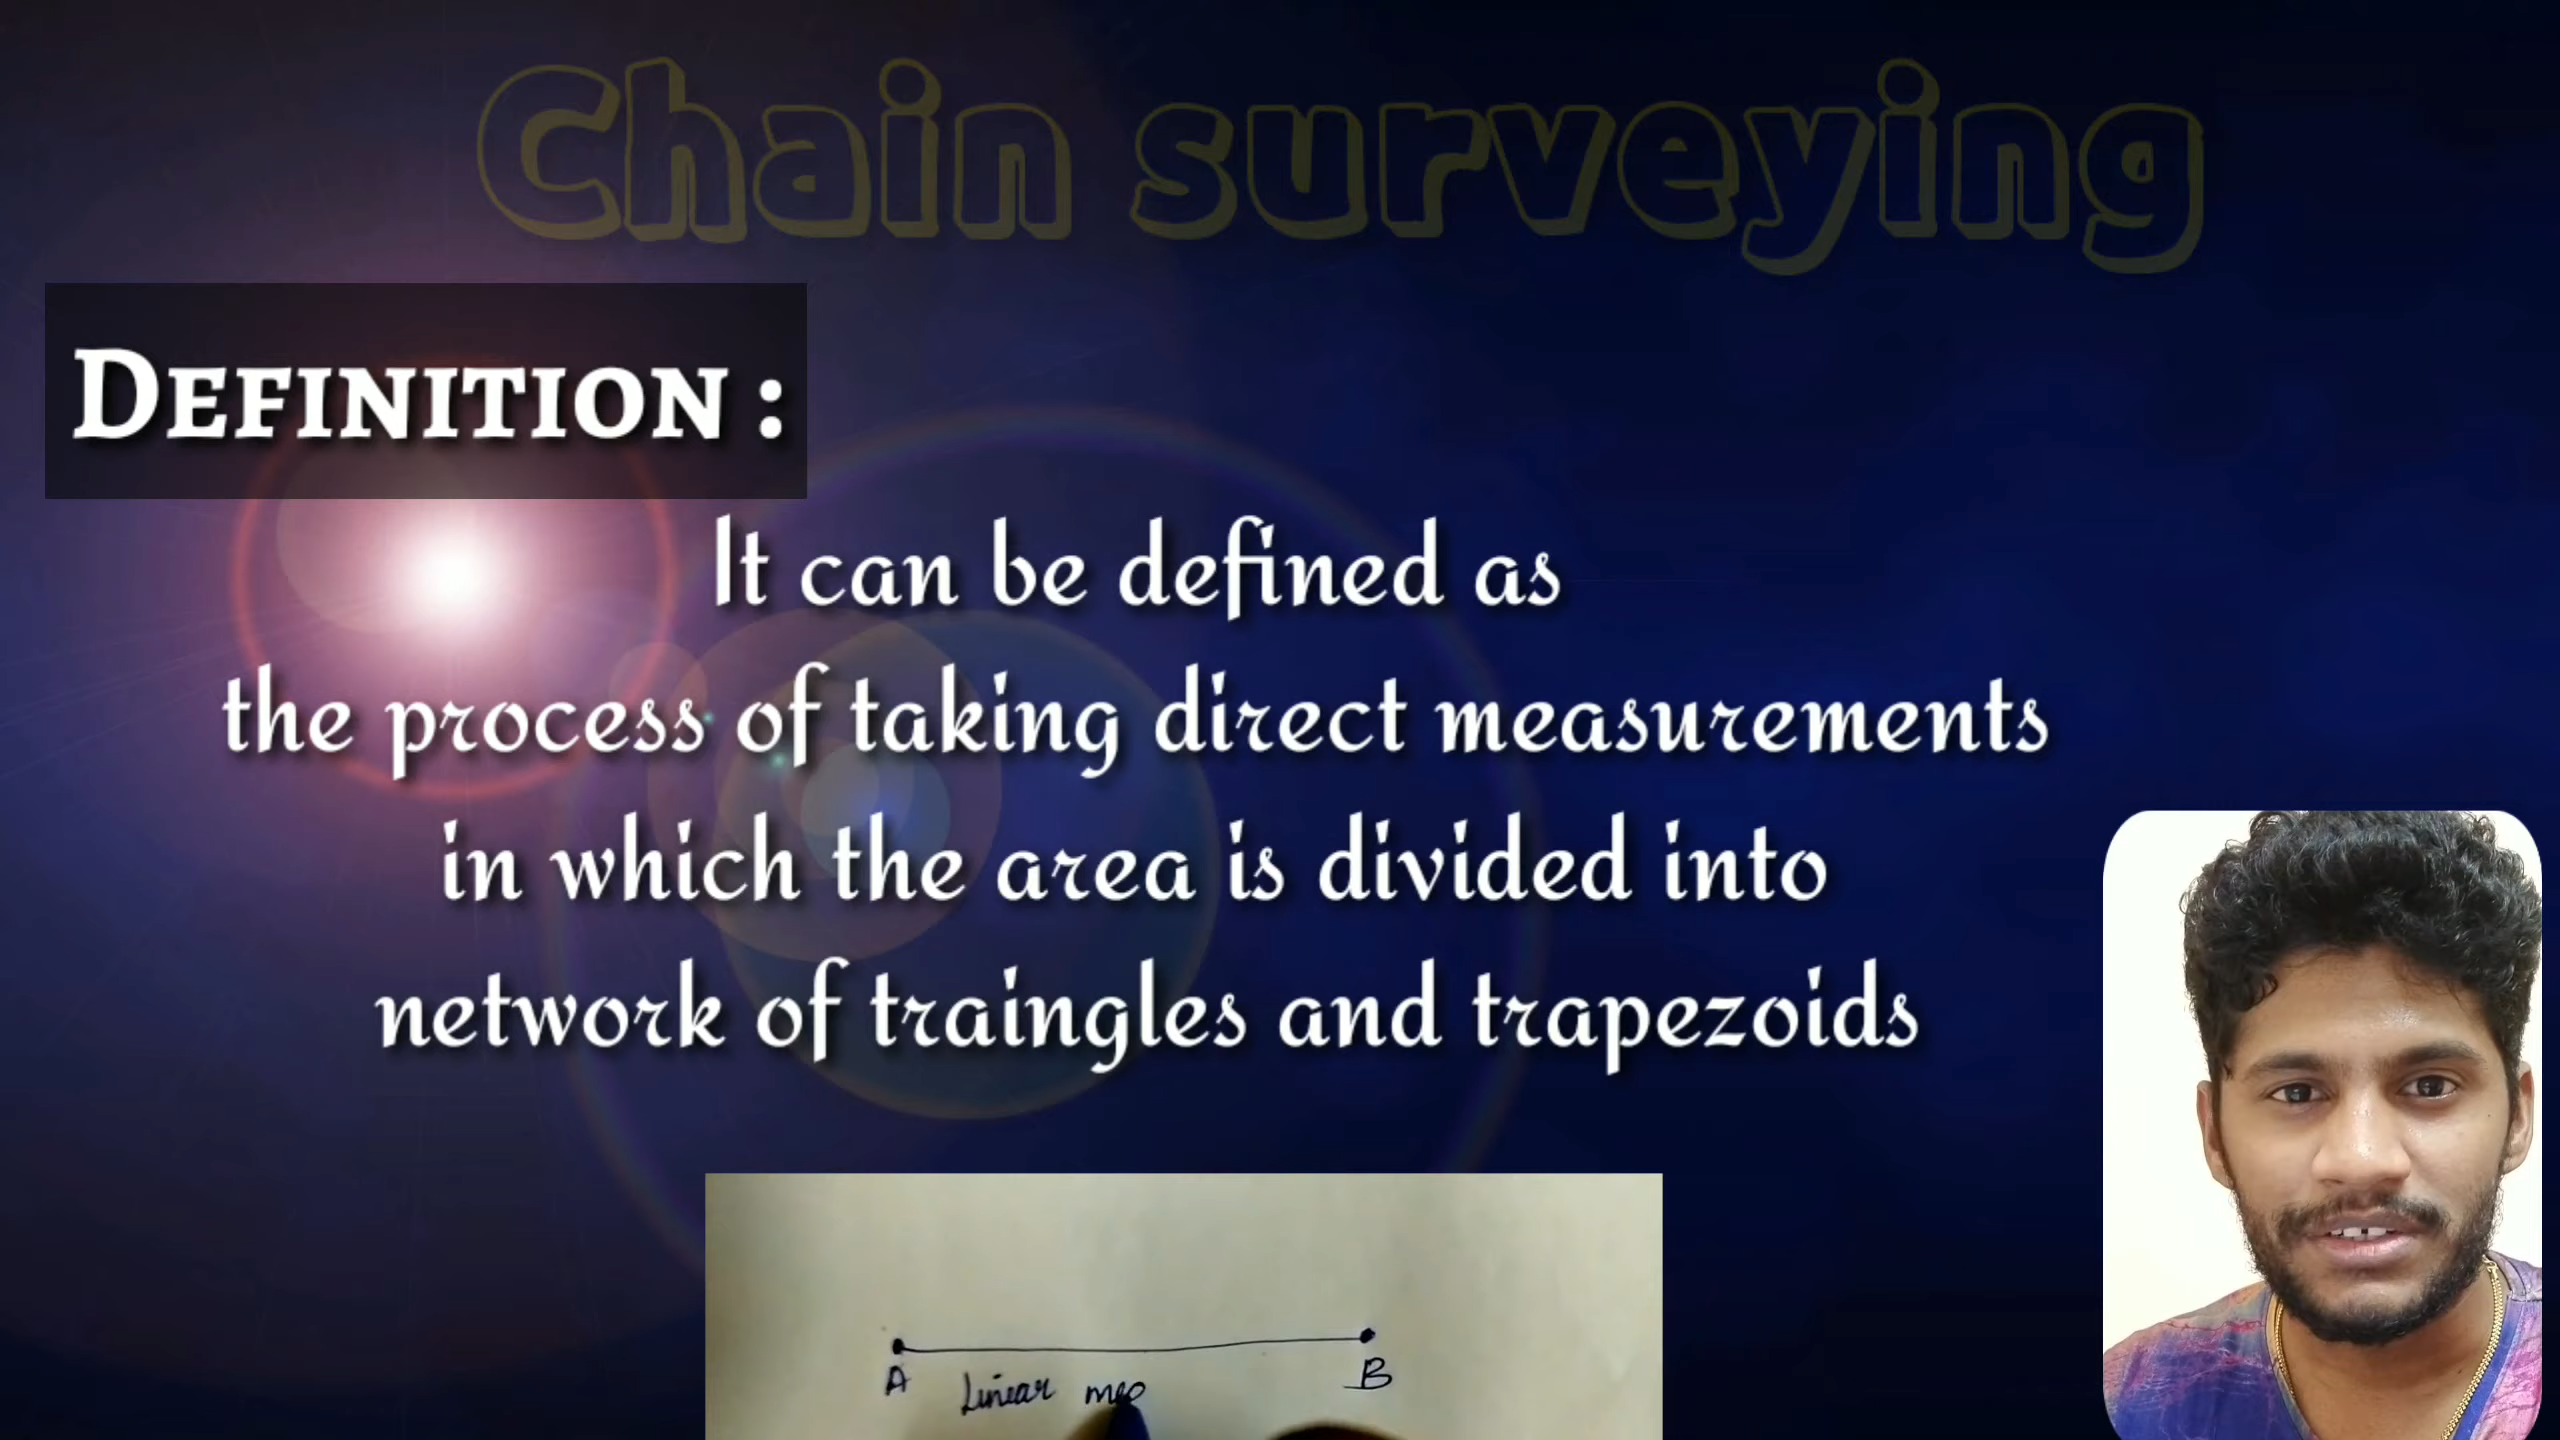 Chain surveying
DEFINITION :
It can be defined as
the process of taking direct measurements
in which the area is divided into
network of traingles and trapezoids
A B
Linear mea